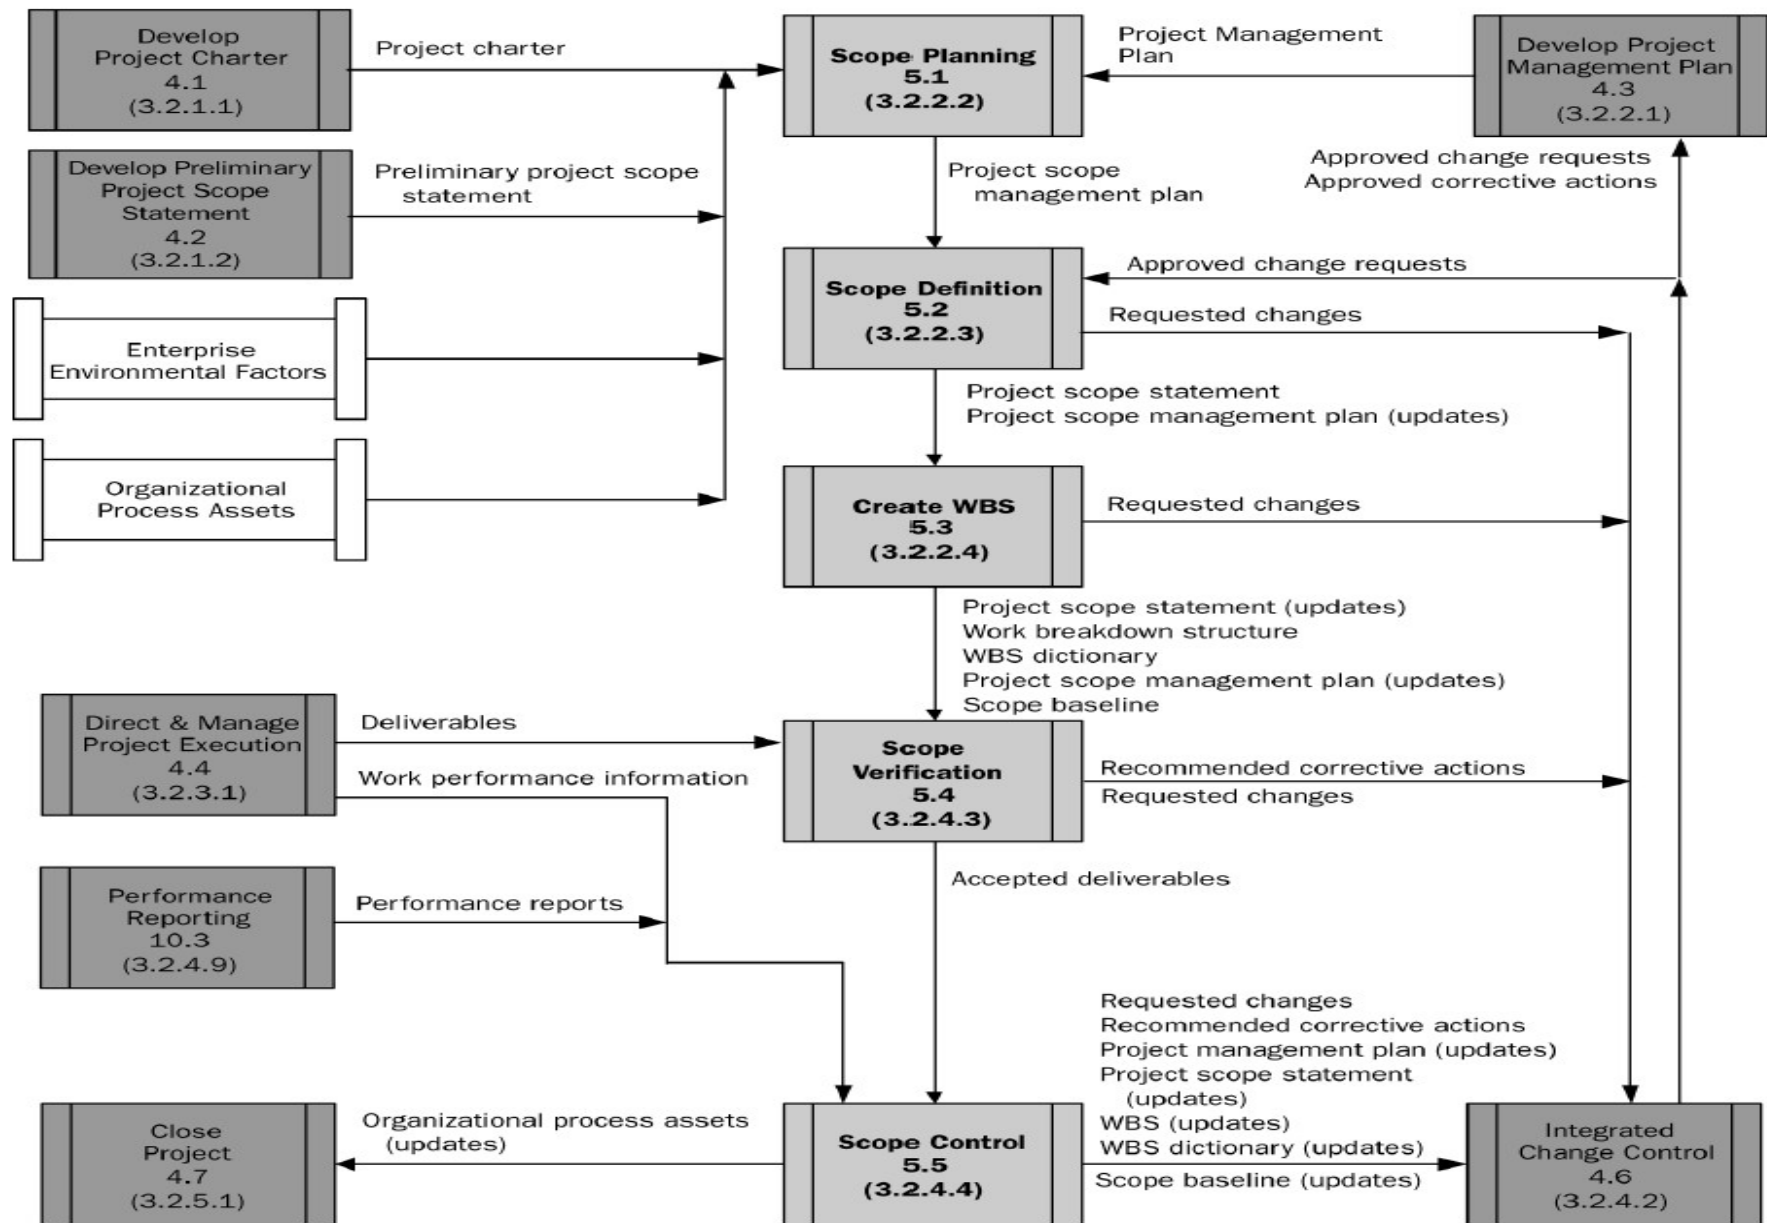 Develop
Project Charter
4.1
(3.2.1.1)
Project charter
Scope Planning
5.1
(3.2.2.2)
Project Management
Plan
Develop Project
Management Plan
4.3
(3.2.2.1)
Develop Preliminary
Project Scope
Statement
4.2
(3.2.1.2)
Preliminary project scope
statement
Project scope
management plan
Approved change requests
Approved corrective actions
Enterprise
Environmental Factors
Scope Definition
5.2
(3.2.2.3)
Approved change requests
Requested changes
Project scope statement
Project scope management plan (updates)
Organizational
Process Assets
Create WBS
5.3
(3.2.2.4)
Requested changes
Project scope statement (updates)
Work breakdown structure
WBS dictionary
Project scope management plan (updates)
Scope baseline
Direct & Manage
Project Execution
4.4
(3.2.3.1)
Deliverables
Work performance information
Scope
Verification
5.4
(3.2.4.3)
Recommended corrective actions
Requested changes
Accepted deliverables
Performance
Reporting
10.3
(3.2.4.9)
Performance reports
Requested changes
Recommended corrective actions
Project management plan (updates)
Project scope statement
(updates)
WBS (updates)
WBS dictionary (updates)
Scope baseline (updates)
Close
Project
4.7
(3.2.5.1)
Organizational process assets
(updates)
Scope Control
5.5
(3.2.4.4)
Integrated
Change Control
4.6
(3.2.4.2)